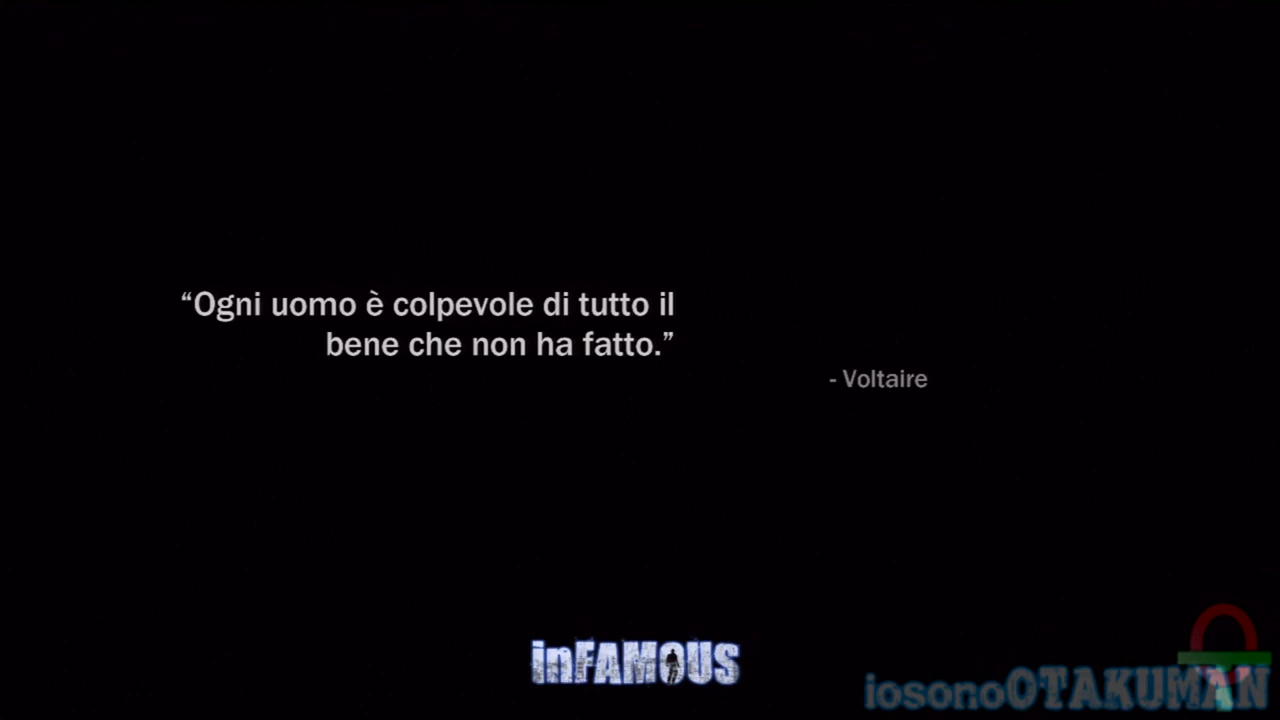 “Ogni uomo è colpevole di tutto il
bene che non ha fatto.”
- Voltaire
inFAMOUS
iosonoOTAKUMAN